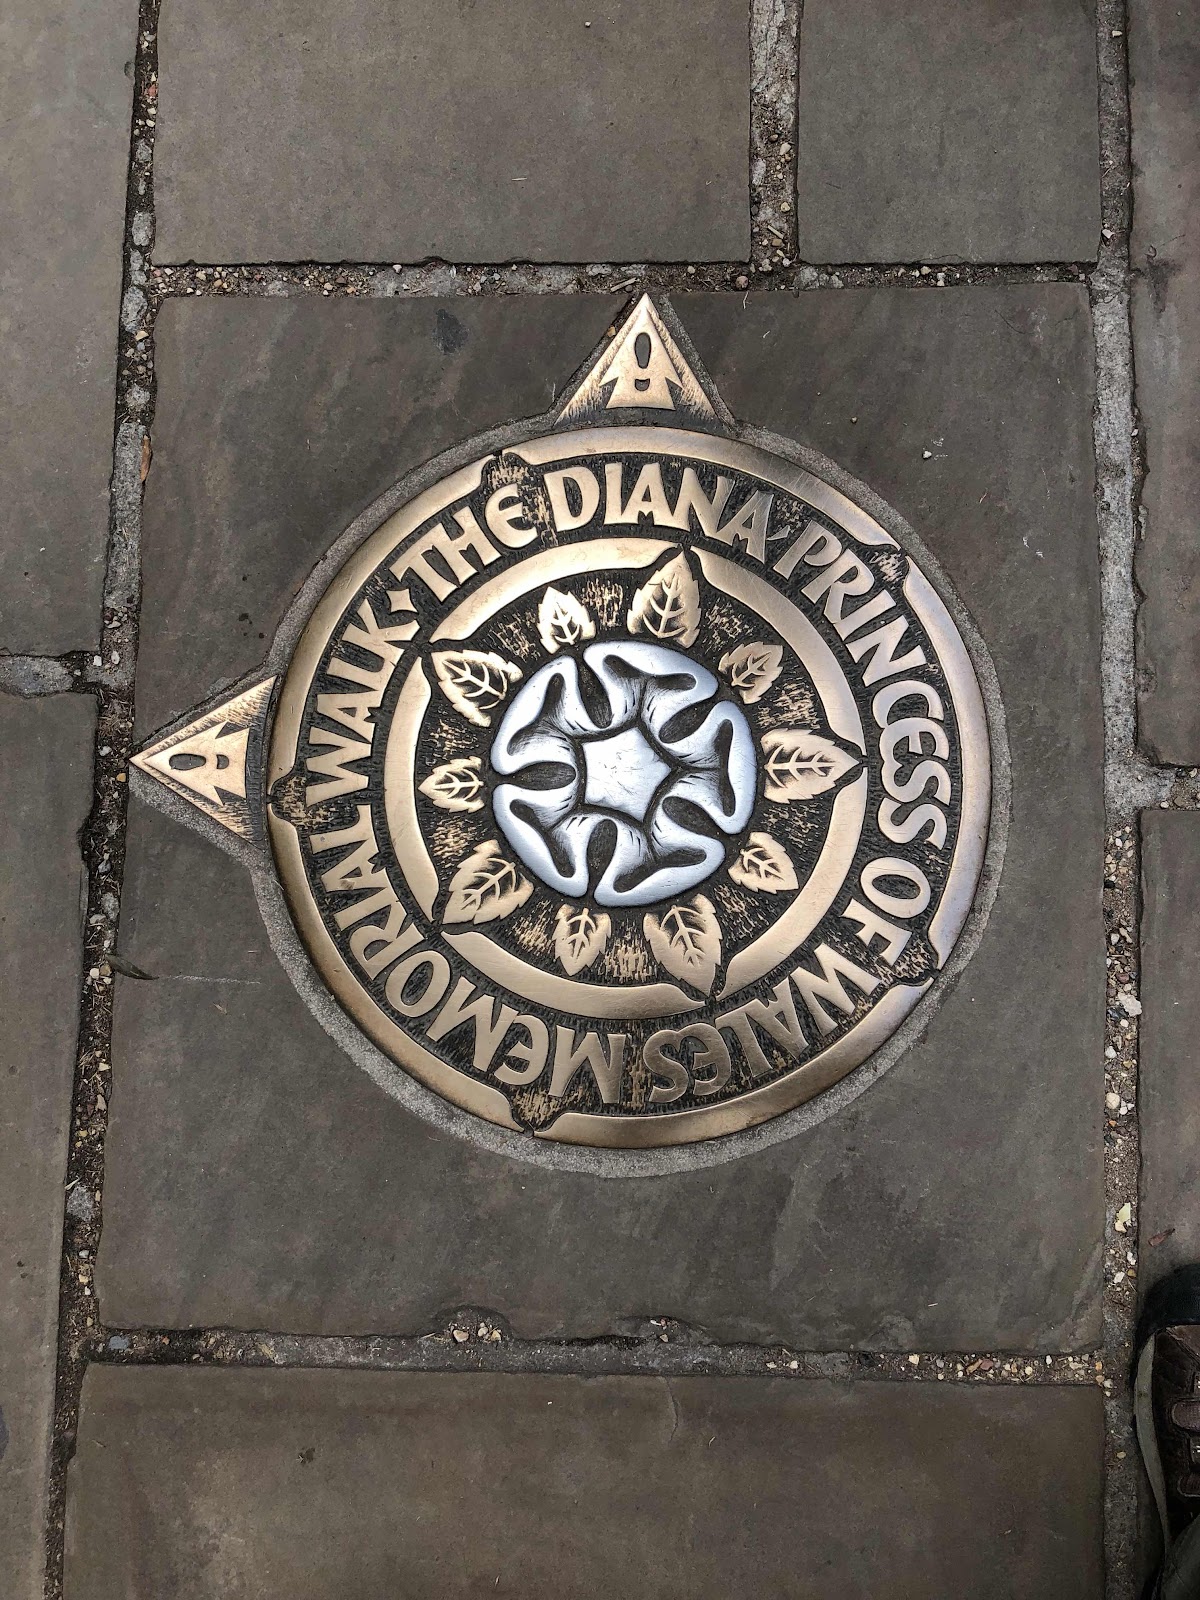 THE DIANA, PRINCESS OF WALES MEMORIAL WALK ·